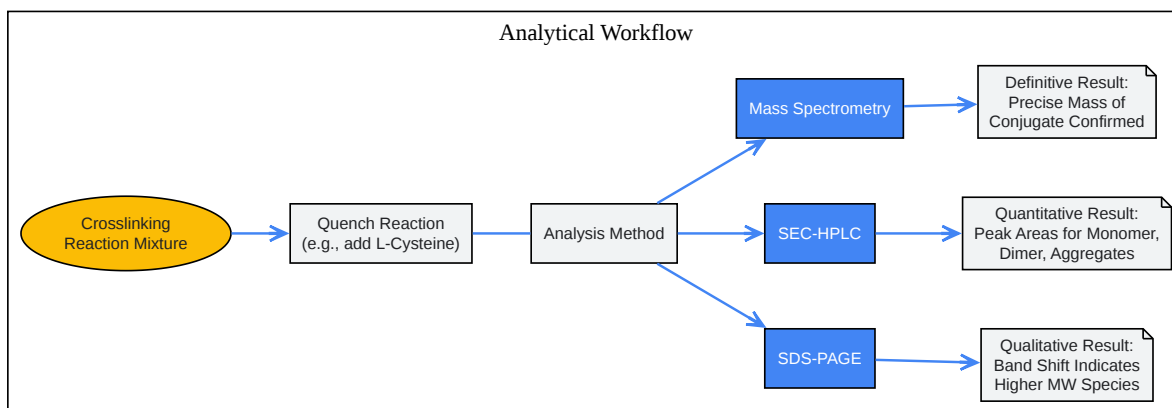 Analytical Workflow
Crosslinking
Reaction Mixture
Quench Reaction
(e.g., add L-Cysteine)
Analysis Method
Mass Spectrometry
Definitive Result:
Precise Mass of
Conjugate Confirmed
SEC-HPLC
Quantitative Result:
Peak Areas for Monomer,
Dimer, Aggregates
SDS-PAGE
Qualitative Result:
Band Shift Indicates
Higher MW Species